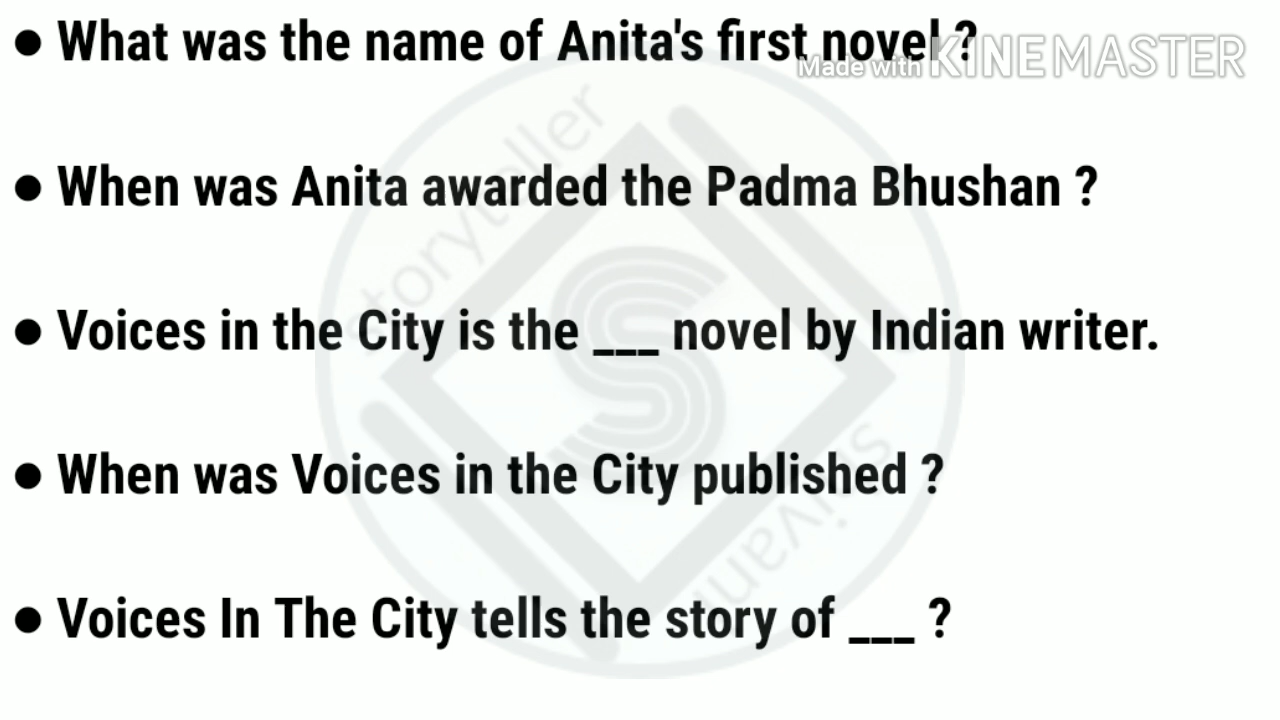 ● What was the name of Anita's first novel ?
Made with KINEMASTER
● When was Anita awarded the Padma Bhushan ?
● Voices in the City is the ___ novel by Indian writer.
● When was Voices in the City published ?
● Voices In The City tells the story of ___ ?
storyteller
shivam